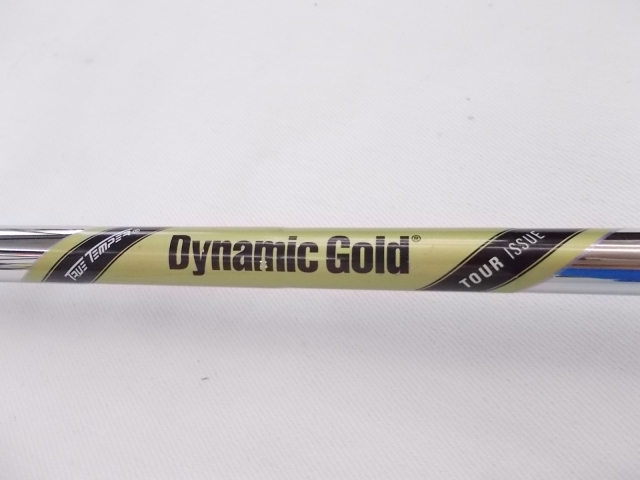 TRUE TEMPER®
Dynamic Gold®
TOUR ISSUE